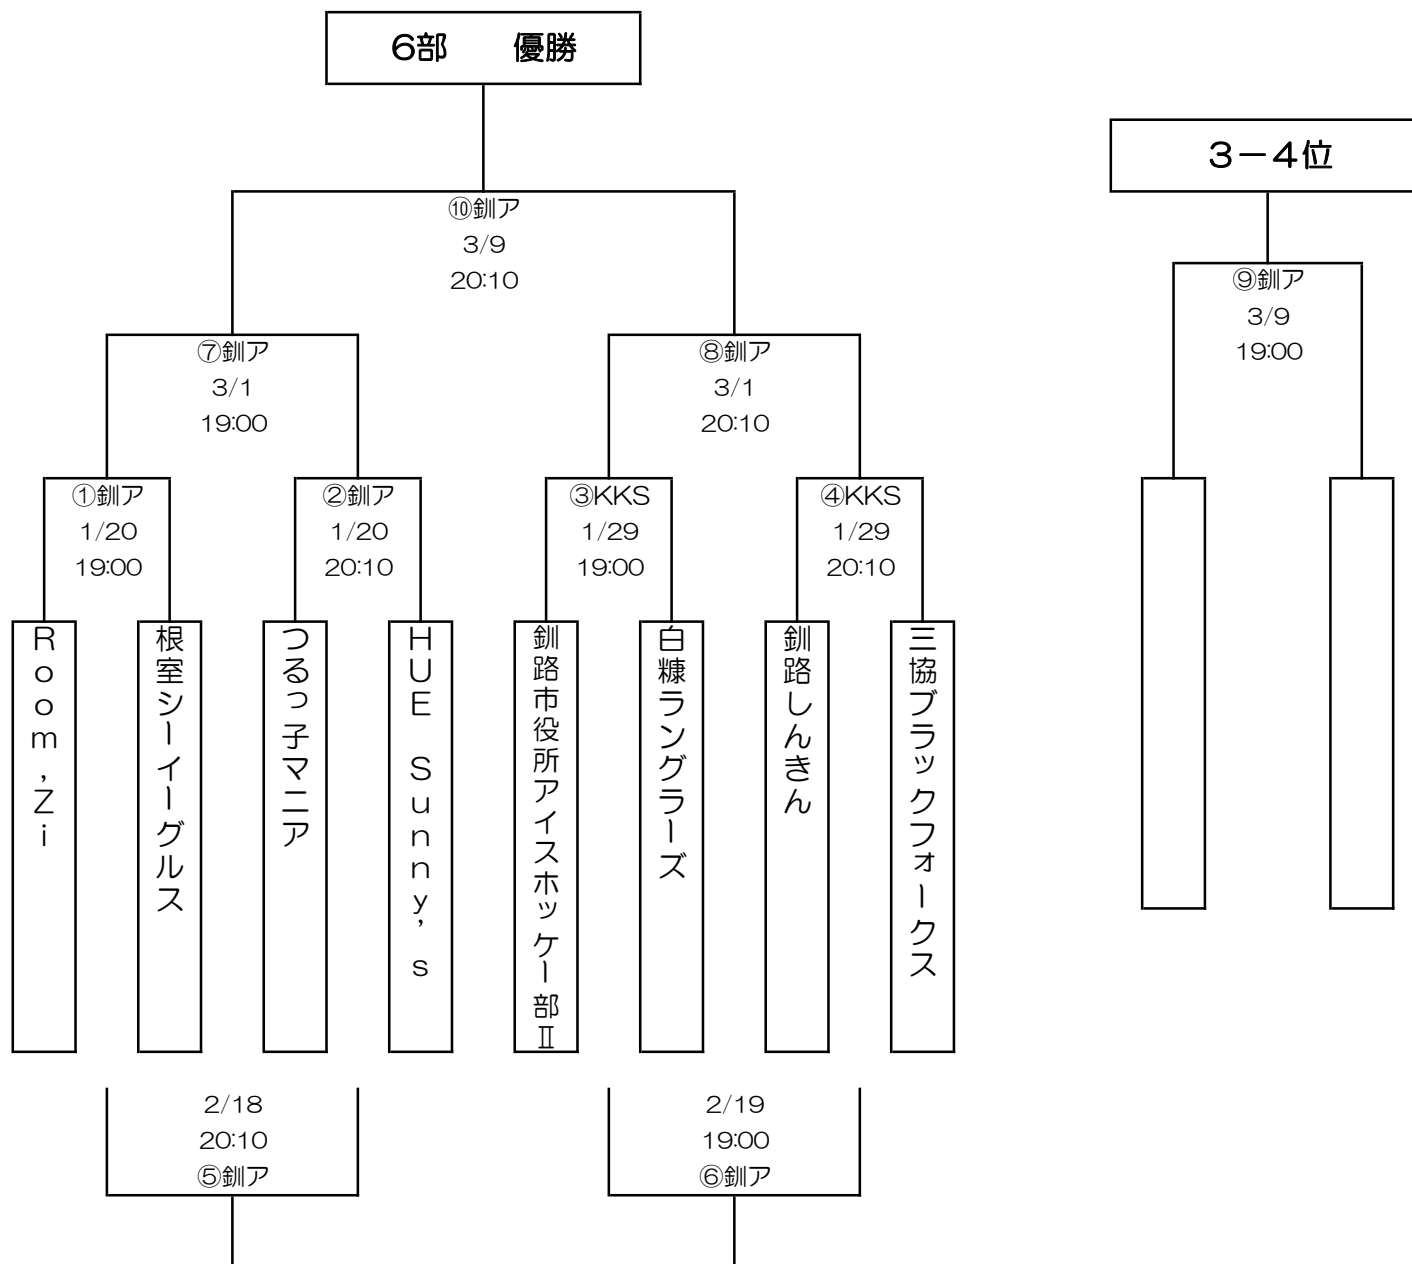 6部　優勝
3－4位
⑩釧ア
3/9
20:10
⑨釧ア
3/9
19:00
⑦釧ア
3/1
19:00
⑧釧ア
3/1
20:10
①釧ア
1/20
19:00
②釧ア
1/20
20:10
③KKS
1/29
19:00
④KKS
1/29
20:10
Room,Zi
根室シーイーグルス
つるっ子マニア
HUE Sunny,s
釧路市役所アイスホッケー部Ⅱ
白糠ラングラーズ
釧路しんきん
三協ブラックフォークス
2/18
20:10
⑤釧ア
2/19
19:00
⑥釧ア